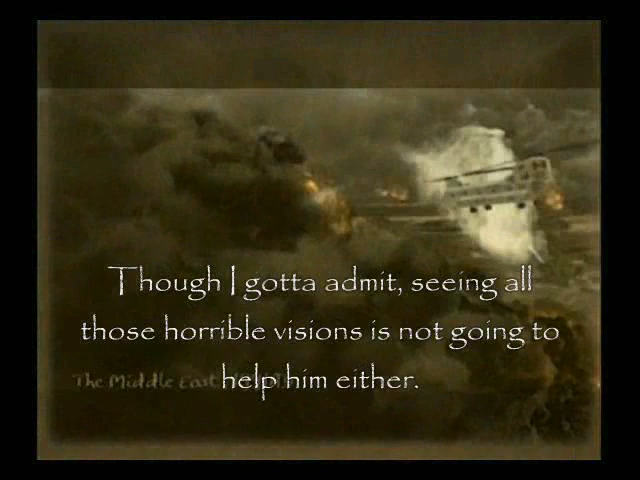 Though I gotta admit, seeing all
those horrible visions is not going to
help him either.
The Middle East